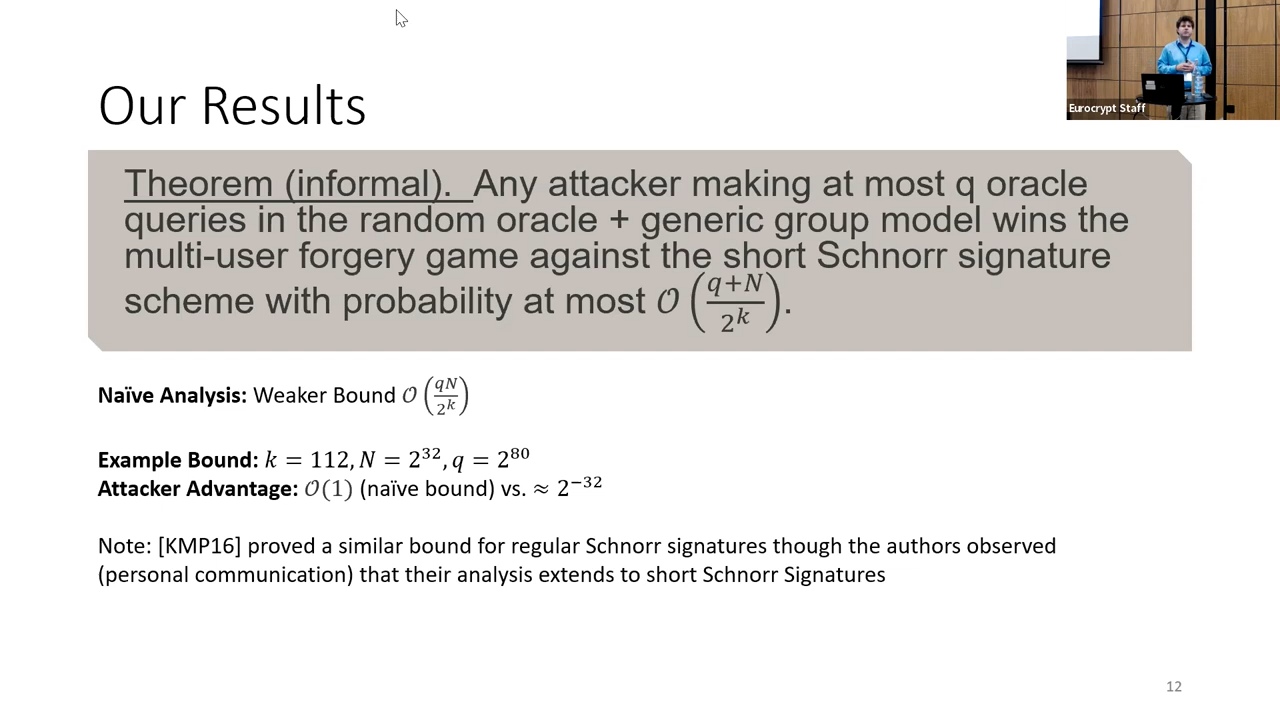 Our Results
Theorem (informal). Any attacker making at most q oracle
queries in the random oracle + generic group model wins the
multi-user forgery game against the short Schnorr signature
scheme with probability at most 𝒪((q+N)/2^k).
Naïve Analysis: Weaker Bound 𝒪(qN/2^k)
Example Bound: k = 112, N = 2^32, q = 2^80
Attacker Advantage: 𝒪(1) (naïve bound) vs. ≈ 2^−32
Note: [KMP16] proved a similar bound for regular Schnorr signatures though the authors observed
(personal communication) that their analysis extends to short Schnorr Signatures
12
Eurocrypt Staff